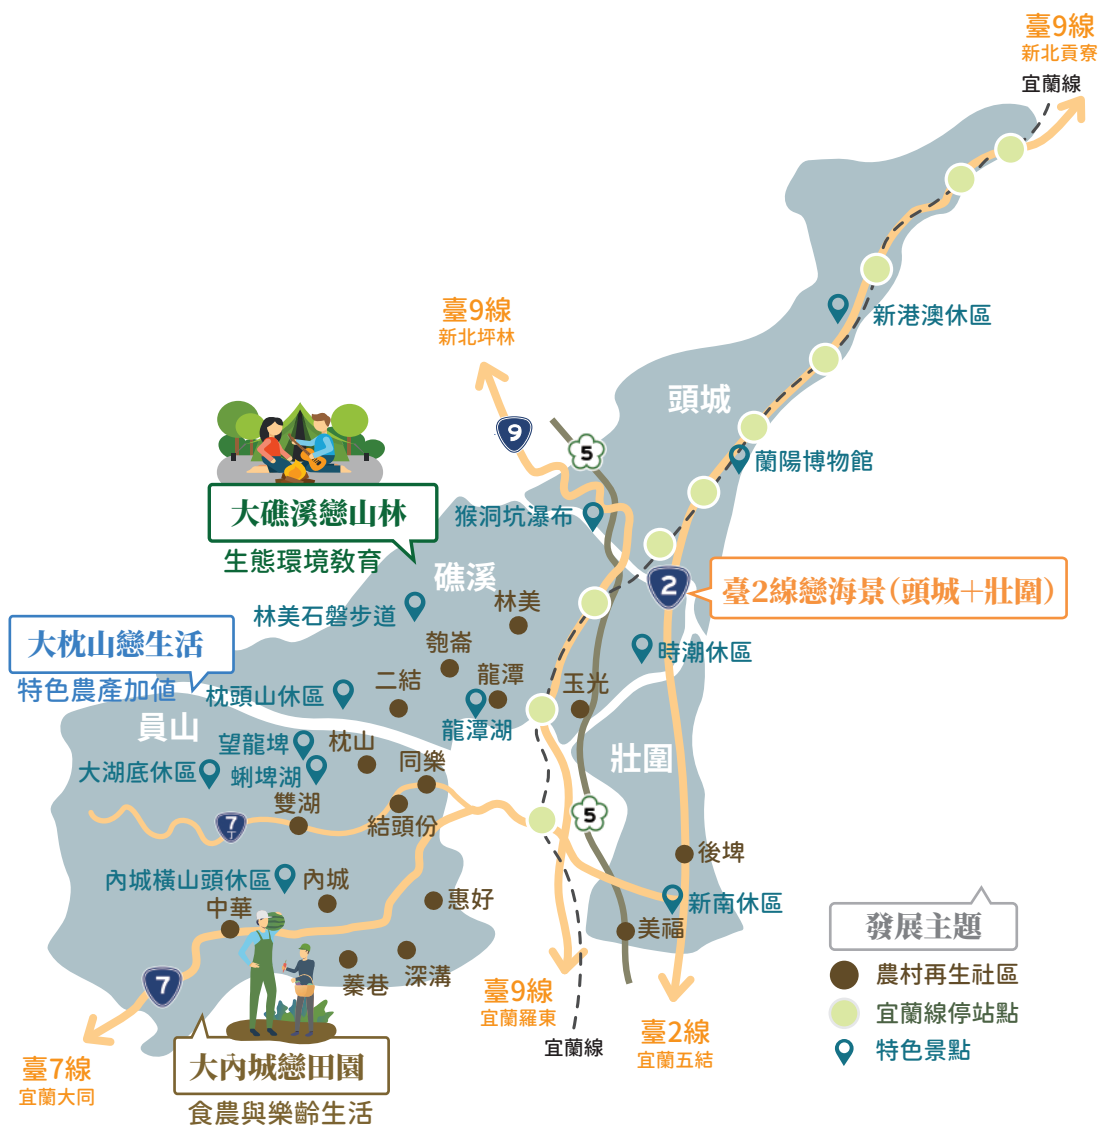 臺9線
新北貢寮
宜蘭線
臺9線
新北坪林
新港澳休區
頭城
9
5
蘭陽博物館
大礁溪戀山林
生態環境教育
猴洞坑瀑布
礁溪
2
臺2線戀海景(頭城+壯圍)
林美石磐步道
林美
大枕山戀生活
特色農產加值
匏崙
時潮休區
枕頭山休區
二結
龍潭
玉光
員山
龍潭湖
望龍埤
枕山
壯圍
大湖底休區
蜊埤湖
同樂
雙湖
結頭份
7
丁
5
後埤
內城橫山頭休區
內城
惠好
新南休區
中華
美福
發展主題
蓁巷
深溝
7
農村再生社區
臺9線
宜蘭羅東
宜蘭線停站點
宜蘭線
臺2線
宜蘭五結
特色景點
臺7線
宜蘭大同
大內城戀田園
食農與樂齡生活